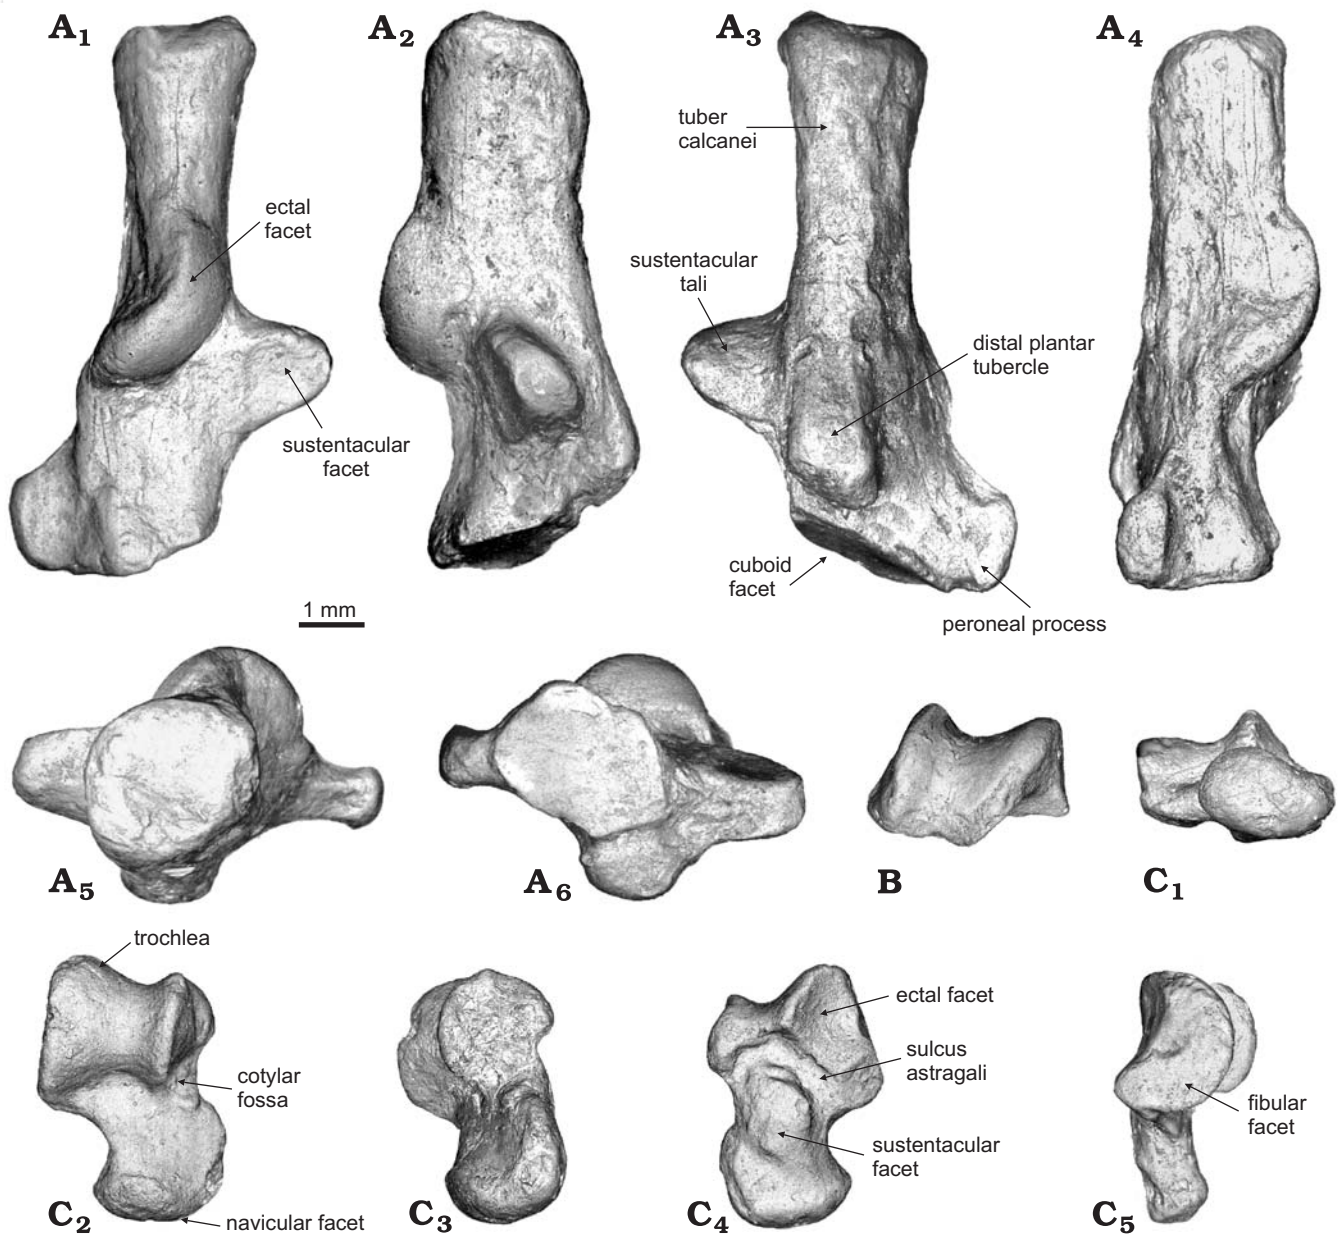 A1
A2
A3
A4
tuber
calcanei
ectal
facet
sustentacular
tali
distal plantar
tubercle
sustentacular
facet
cuboid
facet
1 mm
peroneal process
A5
A6
B
C1
trochlea
cotylar
fossa
ectal facet
sulcus
astragali
fibular
facet
sustentacular
facet
C2
navicular facet
C3
C4
C5